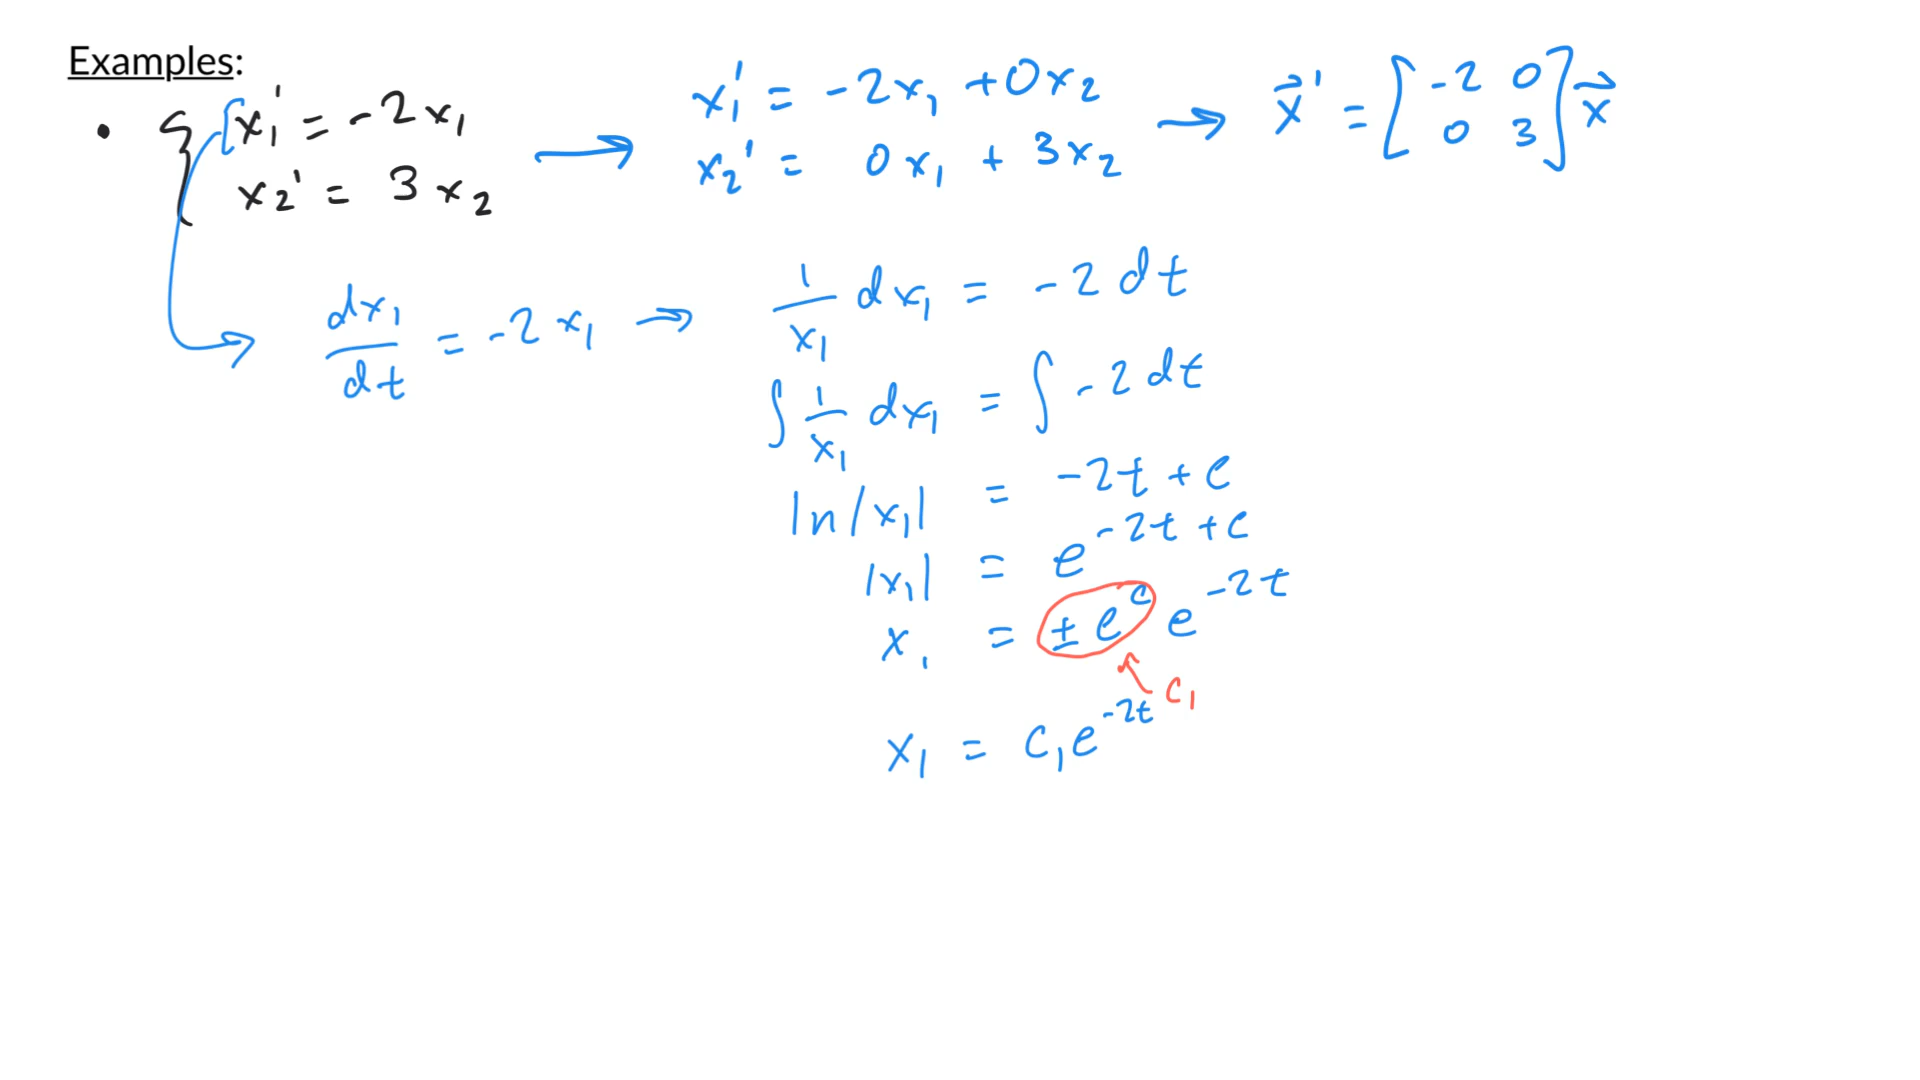 Examples:
• { x₁' = -2x₁ → x₁' = -2x₁ + 0x₂ → x⃗' = [ -2 0 ] x⃗
x₂' = 3x₂ x₂' = 0x₁ + 3x₂ [ 0 3 ]
→ dx₁/dt = -2x₁ → 1/x₁ dx₁ = -2 dt
∫ 1/x₁ dx₁ = ∫ -2 dt
ln|x₁| = -2t + c
|x₁| = e^(-2t + c)
x₁ = ± e^c e^(-2t)
c₁
x₁ = c₁e^(-2t)